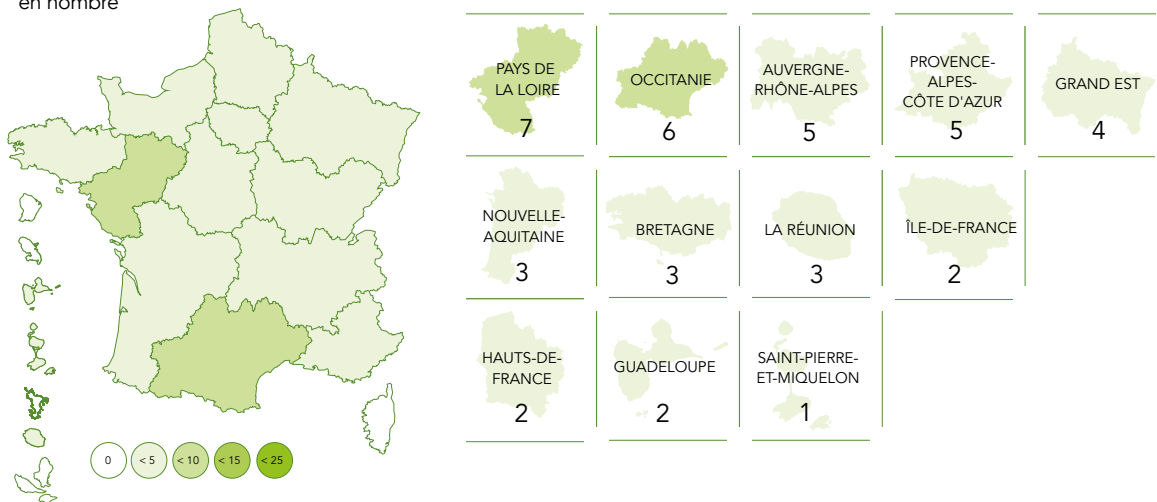 en nombre
PAYS DE
LA LOIRE
7
OCCITANIE
6
AUVERGNE-
RHÔNE-ALPES
5
PROVENCE-
ALPES-
CÔTE D'AZUR
5
GRAND EST
4
NOUVELLE-
AQUITAINE
3
BRETAGNE
3
LA RÉUNION
3
ÎLE-DE-FRANCE
2
HAUTS-DE-
FRANCE
2
GUADELOUPE
2
SAINT-PIERRE-
ET-MIQUELON
1
0
< 5
< 10
< 15
< 25